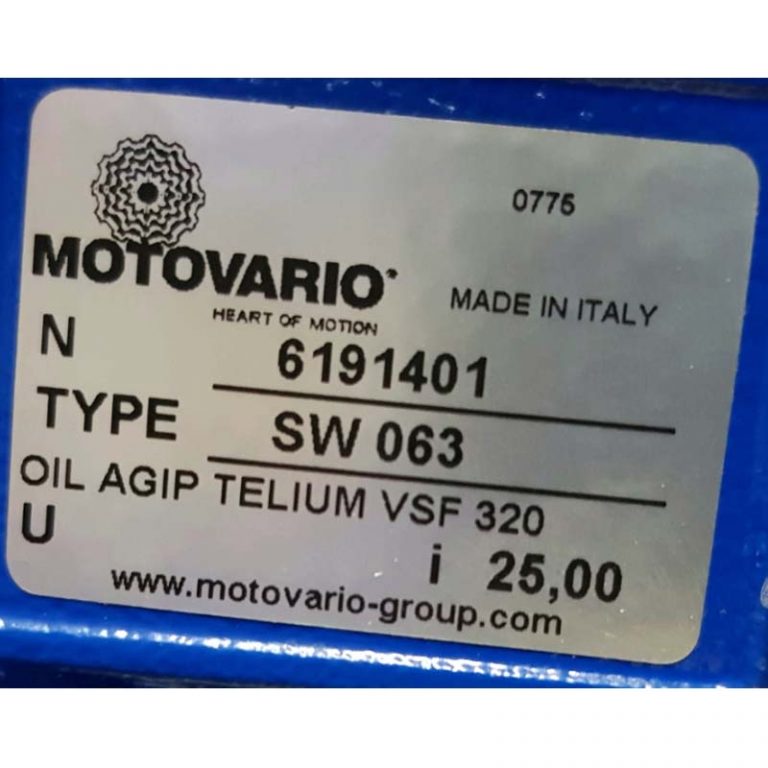 0775
MOTOVARIO
MADE IN ITALY
HEART OF MOTION
N 6191401
TYPE SW 063
OIL AGIP TELIUM VSF 320
U i 25,00
www.motovario-group.com